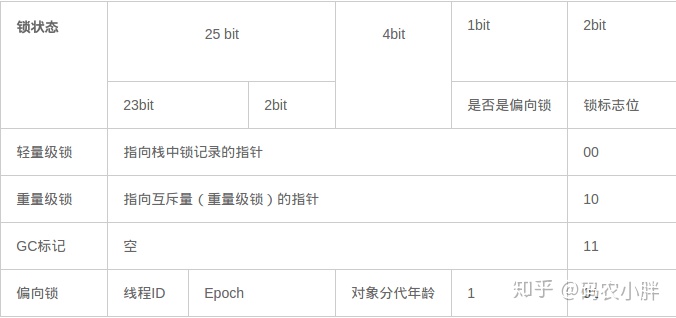 锁状态
25 bit
4bit
1bit
2bit
23bit
2bit
是否是偏向锁
锁标志位
轻量级锁
指向栈中锁记录的指针
00
重量级锁
指向互斥量（重量级锁）的指针
10
GC标记
空
11
偏向锁
线程ID
Epoch
对象分代年龄
1
知乎 @码农小胖